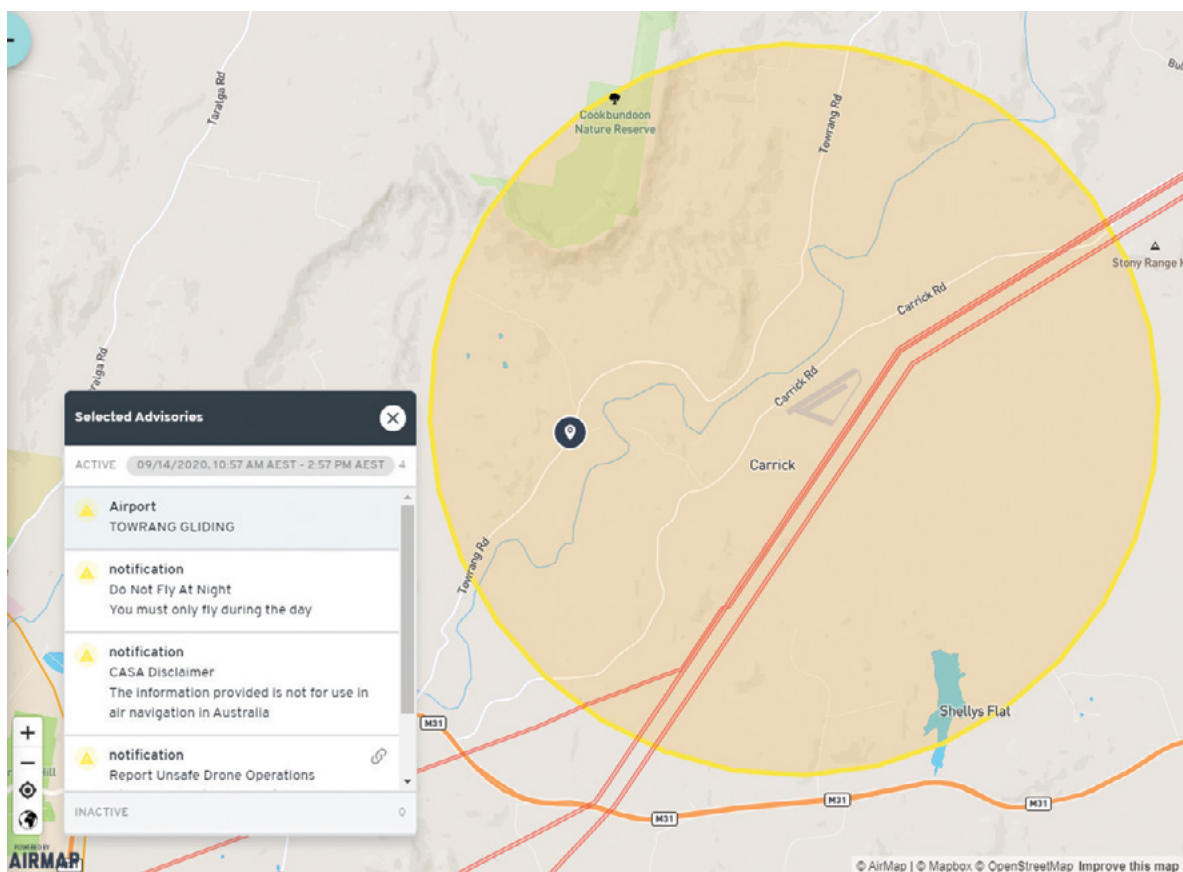 Taralga Rd
Cookbundoon
Nature Reserve
Towrang Rd
Carrick Rd
Stony Range
Carrick Rd
Carrick
Towrang Rd
Shellys Flat
M31
M31
M31
M31
Selected Advisories
ACTIVE 09/14/2020, 10:57 AM AEST - 2:57 PM AEST 4
Airport
TOWRANG GLIDING
notification
Do Not Fly At Night
You must only fly during the day
notification
CASA Disclaimer
The information provided is not for use in
air navigation in Australia
notification
Report Unsafe Drone Operations
INACTIVE 0
POWERED BY
AIRMAP
© AirMap | © Mapbox © OpenStreetMap Improve this map